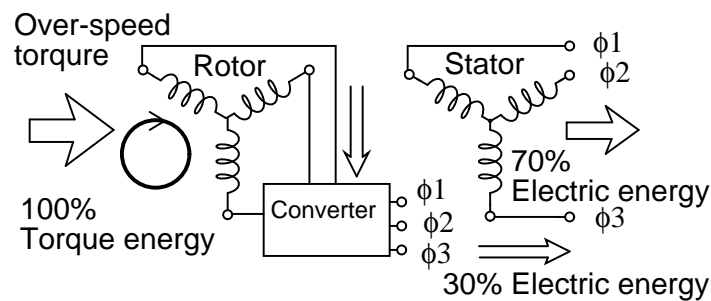 Over-speed
torqure
Rotor
Stator
ϕ1
ϕ2
100%
Torque energy
Converter
ϕ1
ϕ2
ϕ3
70%
Electric energy
ϕ3
30% Electric energy